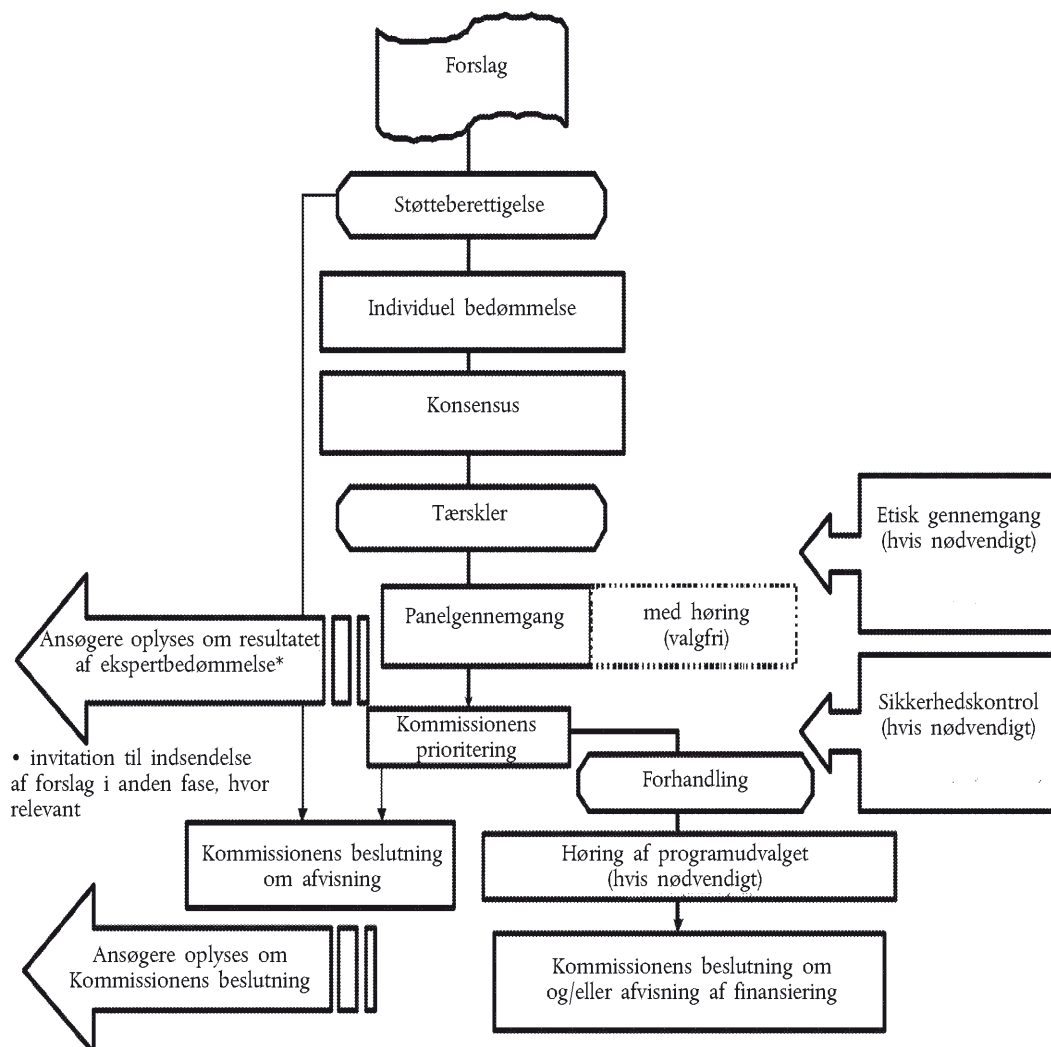 Forslag
Støtteberettigelse
Individuel bedømmelse
Konsensus
Tærskler
Etisk gennemgang
(hvis nødvendigt)
Panelgennemgang
med høring
(valgfri)
Ansøgere oplyses om resultatet
af ekspertbedømmelse*
Sikkerhedskontrol
(hvis nødvendigt)
Kommissionens
prioritering
• invitation til indsendelse
af forslag i anden fase, hvor
relevant
Forhandling
Kommissionens beslutning
om afvisning
Høring af programudvalget
(hvis nødvendigt)
Ansøgere oplyses om
Kommissionens beslutning
Kommissionens beslutning om
og/eller afvisning af finansiering